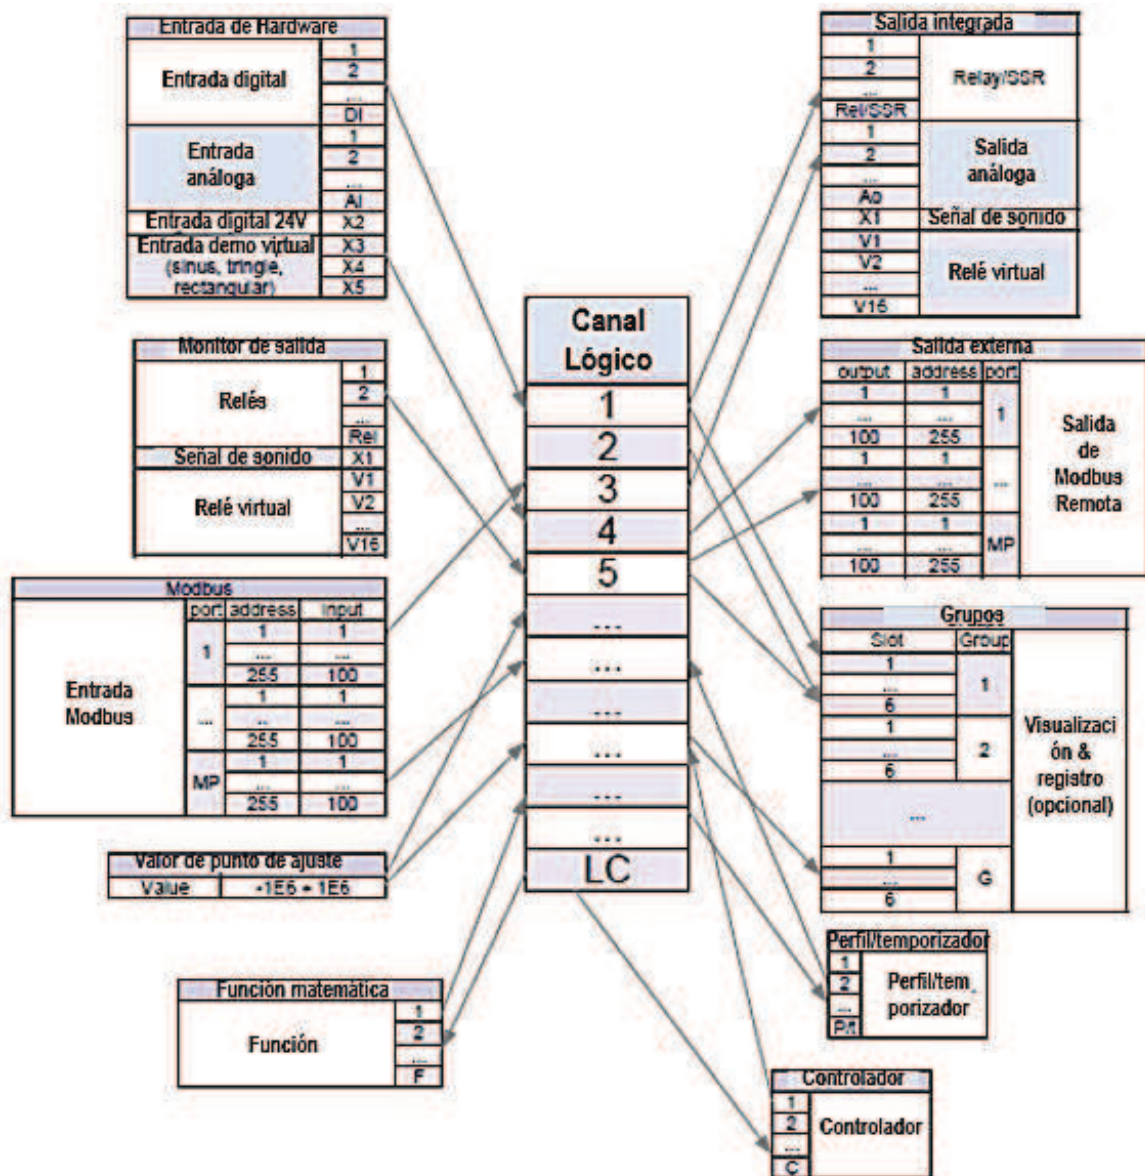 Entrada de Hardware
Entrada digital
1
2
...
DI
Entrada
análoga
1
2
...
AI
Entrada digital 24V X2
Entrada demo virtual
(sinus, tringle,
rectangular)
X3
X4
X5
Monitor de salida
Relés
1
2
...
Rel
Señal de sonido X1
Relé virtual
V1
V2
...
V16
Modbus
port address input
Entrada
Modbus
1
1 1
... ...
255 100
...
1 1
... ...
255 100
MP
1 1
... ...
255 100
Valor de punto de ajuste
Value -1E6 + 1E6
Función matemática
Función
1
2
...
F
Canal
Lógico
1
2
3
4
5
...
...
...
...
...
...
LC
Salida integrada
1
2
...
Rel/SSR
Relay/SSR
1
2
...
Ao
Salida
análoga
X1 Señal de sonido
V1
V2
...
V16
Relé virtual
Salida externa
output address port
1 1
... ...
100 255
1
1 1
... ...
100 255
...
1 1
... ...
100 255
MP
Salida
de
Modbus
Remota
Grupos
Slot Group
1
...
6
1
1
...
6
2
...
1
...
6
G
Visualizaci
ón &
registro
(opcional)
Perfil/temporizador
1
2
...
P/t
Perfil/tem
porizador
Controlador
1
2
...
C
Controlador